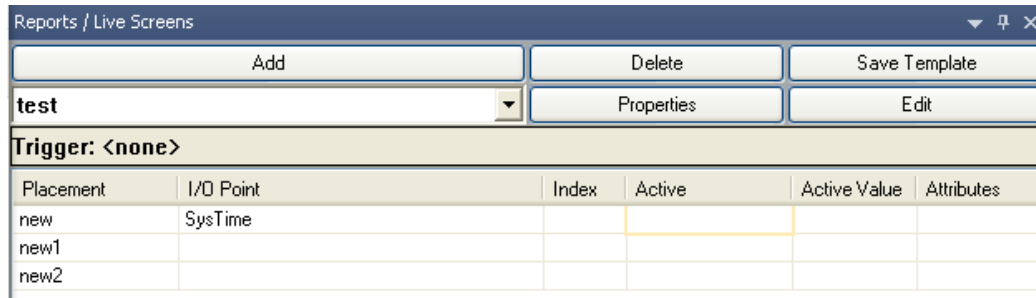 Reports / Live Screens
Add Delete Save Template
test Properties Edit
Trigger: <none>
Placement I/O Point Index Active Active Value Attributes
new SysTime
new1
new2